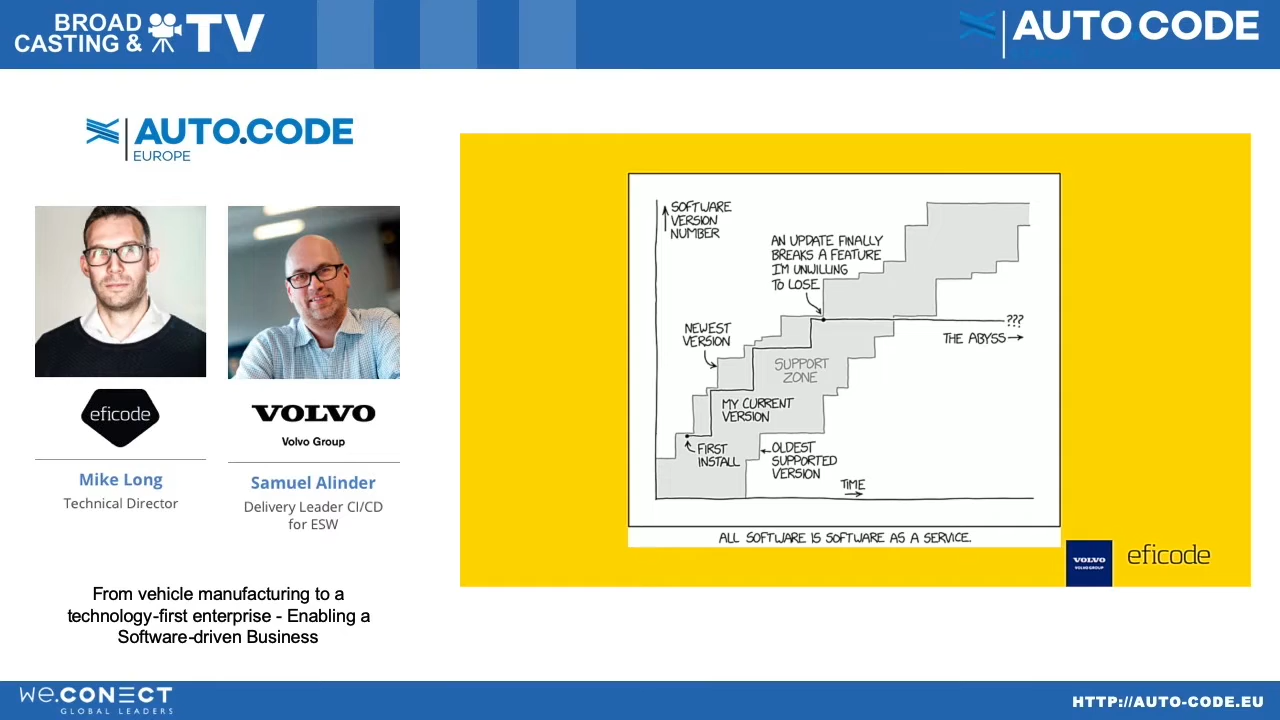 BROAD
CASTING &
TV
AUTO.CODE
AUTO.CODE
EUROPE
eficode
VOLVO
Volvo Group
Mike Long
Technical Director
Samuel Alinder
Delivery Leader CI/CD
for ESW
From vehicle manufacturing to a
technology-first enterprise - Enabling a
Software-driven Business
SOFTWARE
VERSION
NUMBER
AN UPDATE FINALLY
BREAKS A FEATURE
I'M UNWILLING
TO LOSE
NEWEST
VERSION
???
THE ABYSS
SUPPORT
ZONE
MY CURRENT
VERSION
FIRST
INSTALL
OLDEST
SUPPORTED
VERSION
TIME
ALL SOFTWARE IS SOFTWARE AS A SERVICE.
VOLVO
VOLVO GROUP
eficode
we.CONECT
GLOBAL LEADERS
HTTP://AUTO-CODE.EU